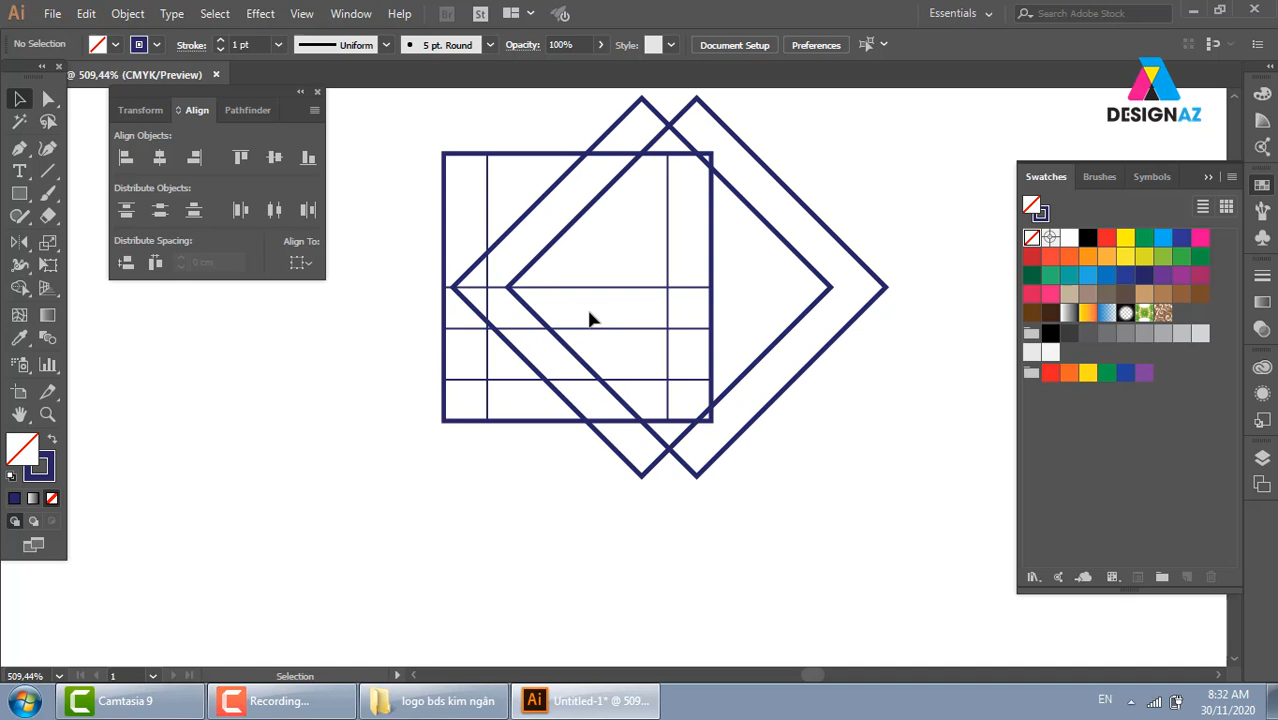 Ai
File Edit Object Type Select Effect View Window Help
Br St
Essentials
Search Adobe Stock
No Selection
Stroke: 1 pt
Uniform
5 pt. Round
Opacity: 100%
Style:
Document Setup
Preferences
@ 509,44% (CMYK/Preview)
DESIGNAZ
Transform Align Pathfinder
Align Objects:
Distribute Objects:
Distribute Spacing: Align To:
0 cm
Swatches Brushes Symbols
509,44% 1 Selection
Camtasia 9
Recording...
logo bds kim ngân
Untitled-1* @ 509...
EN
8:32 AM
30/11/2020